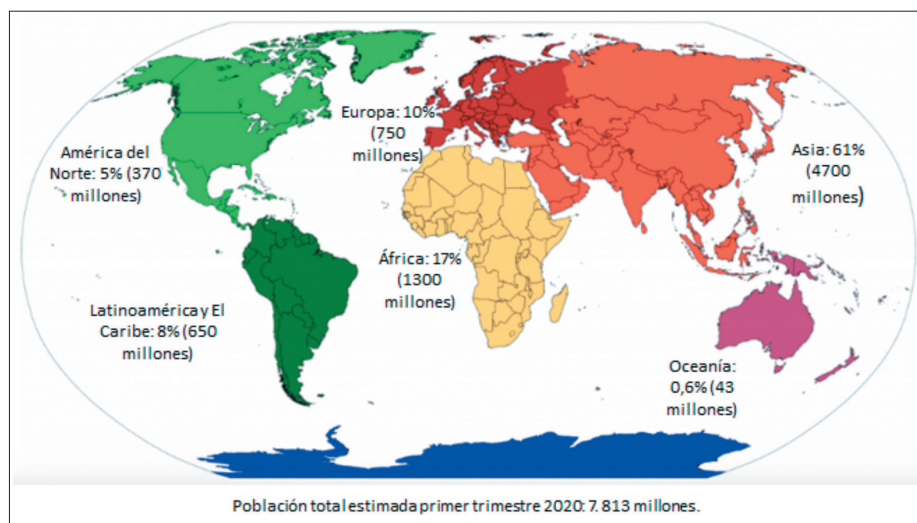 Europa: 10%
(750
millones)
América del
Norte: 5% (370
millones)
Asia: 61%
(4700
millones)
África: 17%
(1300
millones)
Latinoamérica y El
Caribe: 8% (650
millones)
Oceanía:
0,6% (43
millones)
Población total estimada primer trimestre 2020: 7.813 millones.